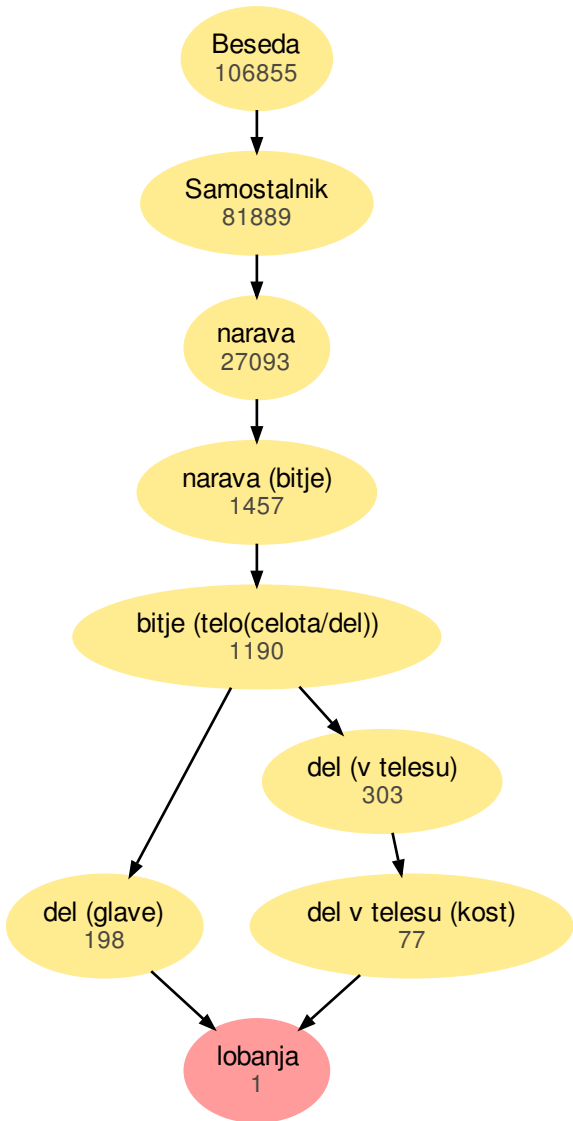 Beseda
106855
Samostalnik
81889
narava
27093
narava (bitje)
1457
bitje (telo(celota/del))
1190
del (v telesu)
303
del (glave)
198
del v telesu (kost)
77
lobanja
1